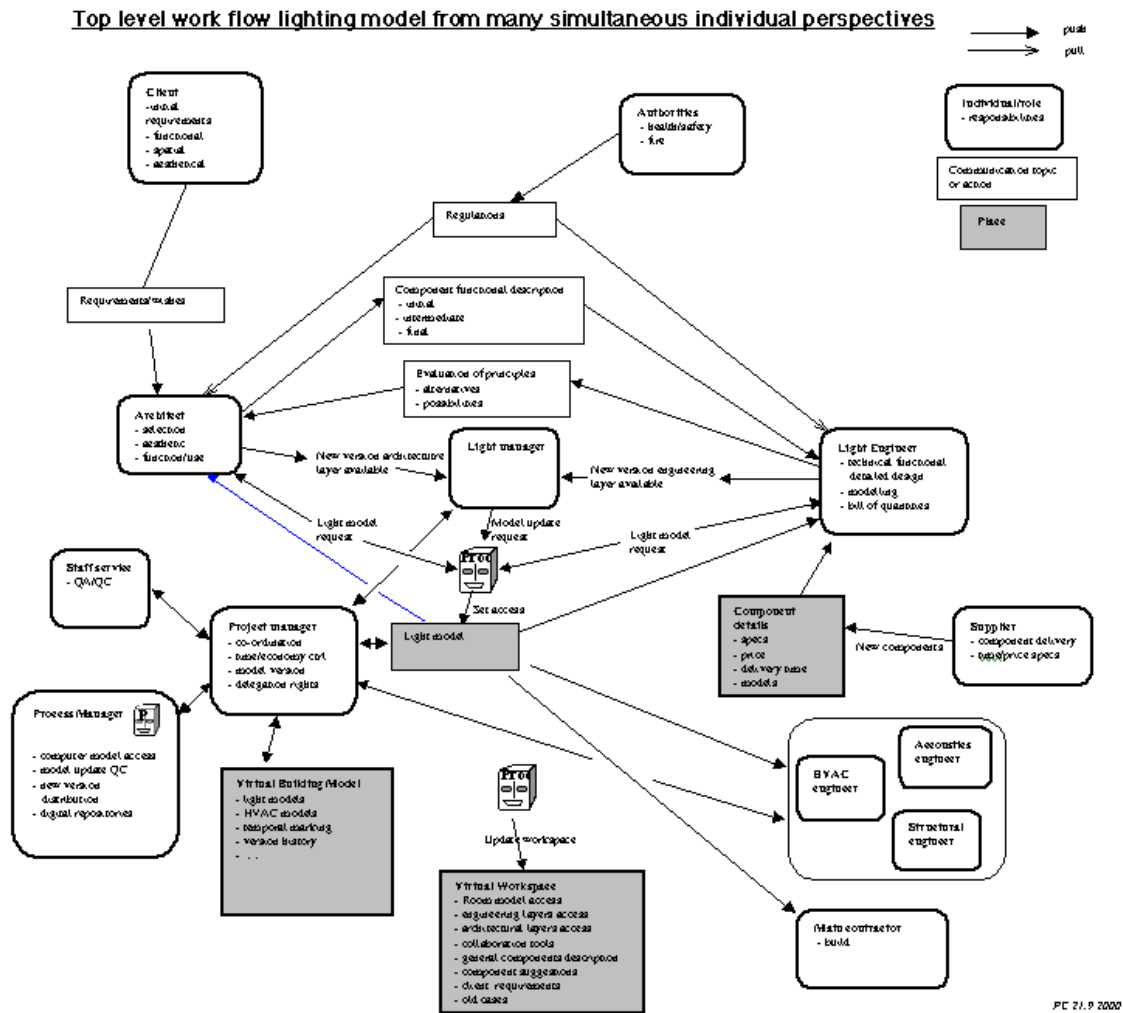 Top level work flow lighting model from many simultaneous individual perspectives
push
pull
Client
- initial
requirements
- functional
- spatial
- aesthetical
Authorities
- health/safety
- fire
Individual/role
- responsibilities
Communication topic
or action
Place
Regulations
Requirements/wishes
Component functional description
- initial
- intermediate
- final
Evaluation of principles
- alternatives
- possibilities
Architect
- selection
- aesthetic
- function/use
New version architecture
layer available
Light manager
New version engineering
layer available
Light Engineer
- technical functional
detailed design
- modelling
- bill of quantities
Light model
request
Model update
request
Light model
request
Proc
Set access
Staff service
- QA/QC
Project manager
- co-ordination
- time/economy ctrl
- model version
- delegation rights
Light model
Component
details
- specs
- price
- delivery time
- models
New components
Supplier
- component delivery
- time/price specs
Process/Manager
P
- computer model access
- model update QC
- new version
distribution
- digital repositories
Virtual Building/Model
- light models
- HVAC models
- temporal marking
- version history
- ...
Proc
Update workspace
HVAC
engineer
Accoustics
engineer
Structural
engineer
Virtual Workspace
- Room model access
- engineering layers access
- architectural layers access
- collaboration tools
- general components description
- component suggestions
- client requirements
- old cases
Main contractor
- build
PC 21.9 2000